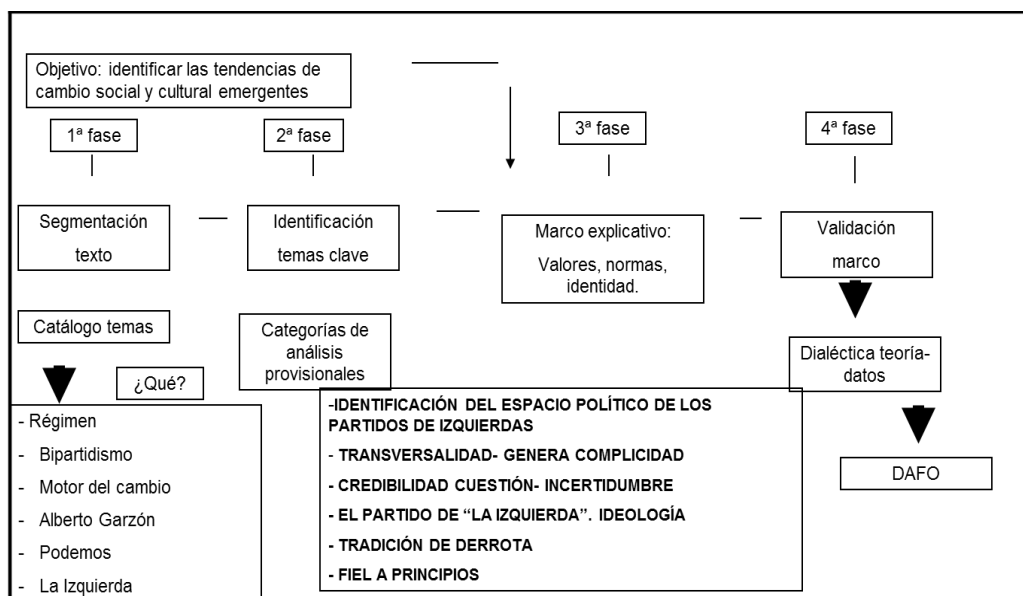 Objetivo: identificar las tendencias de
cambio social y cultural emergentes
1ª fase
2ª fase
3ª fase
4ª fase
Segmentación
texto
Identificación
temas clave
Marco explicativo:
Valores, normas,
identidad.
Validación
marco
Catálogo temas
¿Qué?
Categorías de
análisis
provisionales
Dialéctica teoría-
datos
DAFO
- Régimen
- Bipartidismo
- Motor del cambio
- Alberto Garzón
- Podemos
- La Izquierda
-IDENTIFICACIÓN DEL ESPACIO POLÍTICO DE LOS
PARTIDOS DE IZQUIERDAS
- TRANSVERSALIDAD- GENERA COMPLICIDAD
- CREDIBILIDAD CUESTIÓN- INCERTIDUMBRE
- EL PARTIDO DE “LA IZQUIERDA”. IDEOLOGÍA
- TRADICIÓN DE DERROTA
- FIEL A PRINCIPIOS